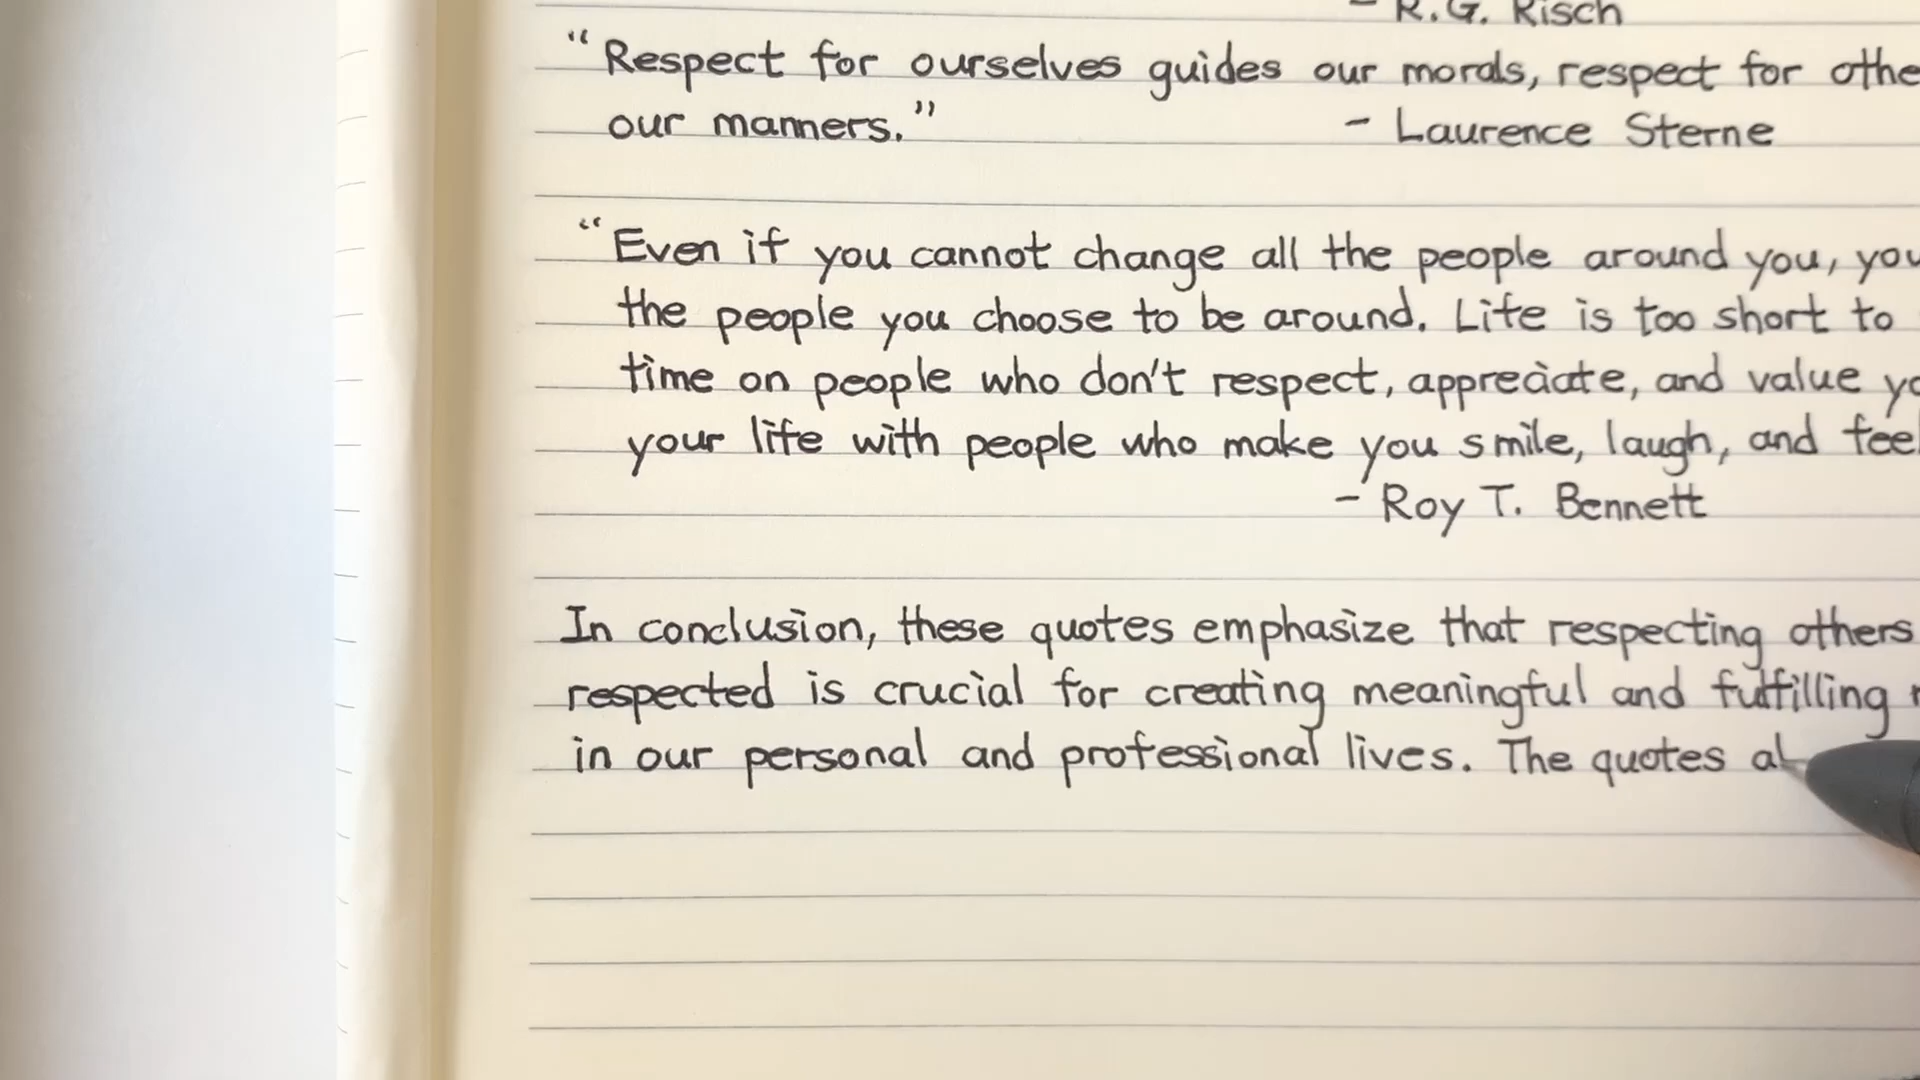 - R.G. Risch
“Respect for ourselves guides our morals, respect for othe
our manners.” - Laurence Sterne
“Even if you cannot change all the people around you, you
the people you choose to be around. Life is too short to
time on people who don't respect, appreciate, and value yo
your life with people who make you smile, laugh, and feel
- Roy T. Bennett
In conclusion, these quotes emphasize that respecting others
respected is crucial for creating meaningful and fulfilling
in our personal and professional lives. The quotes al